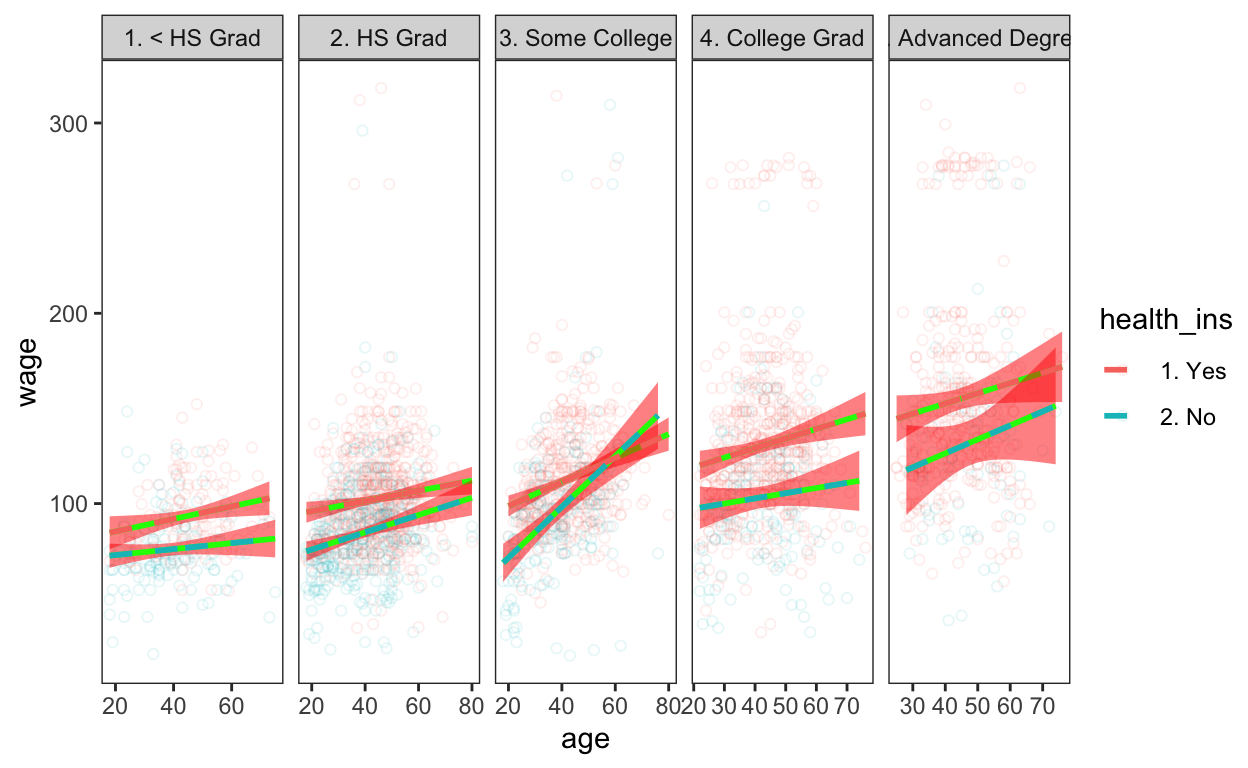 1. < HS Grad
2. HS Grad
3. Some College
4. College Grad
. Advanced Degre
300
200
100
wage
20 40 60
20 40 60 80
20 40 60 80
20 30 40 50 60 70
30 40 50 60 70
age
health_ins
1. Yes
2. No